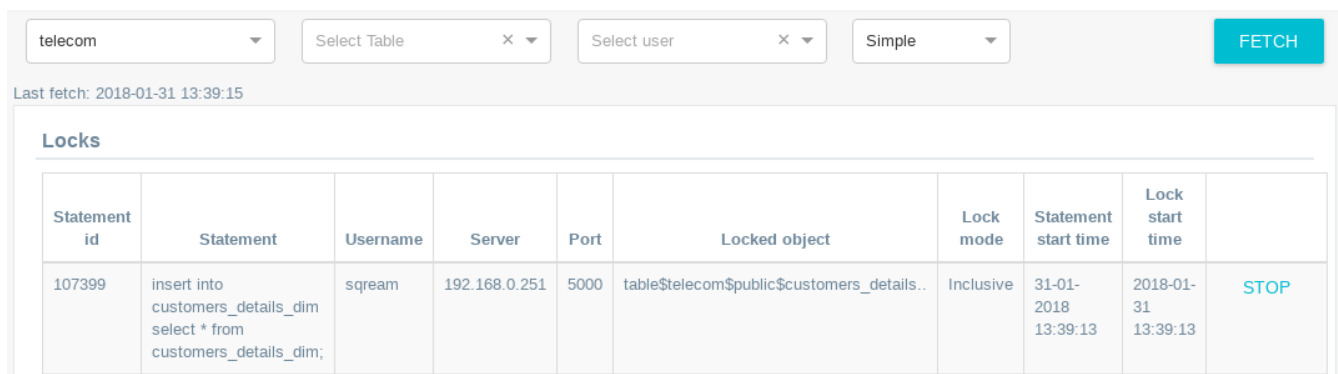 telecom
Select Table
Select user
Simple
FETCH
Last fetch: 2018-01-31 13:39:15
Locks
Statement
id
Statement
Username
Server
Port
Locked object
Lock
mode
Statement
start time
Lock
start
time
107399
insert into
customers_details_dim
select * from
customers_details_dim;
sqream
192.168.0.251
5000
table$telecom$public$customers_details..
Inclusive
31-01-
2018
13:39:13
2018-01-
31
13:39:13
STOP